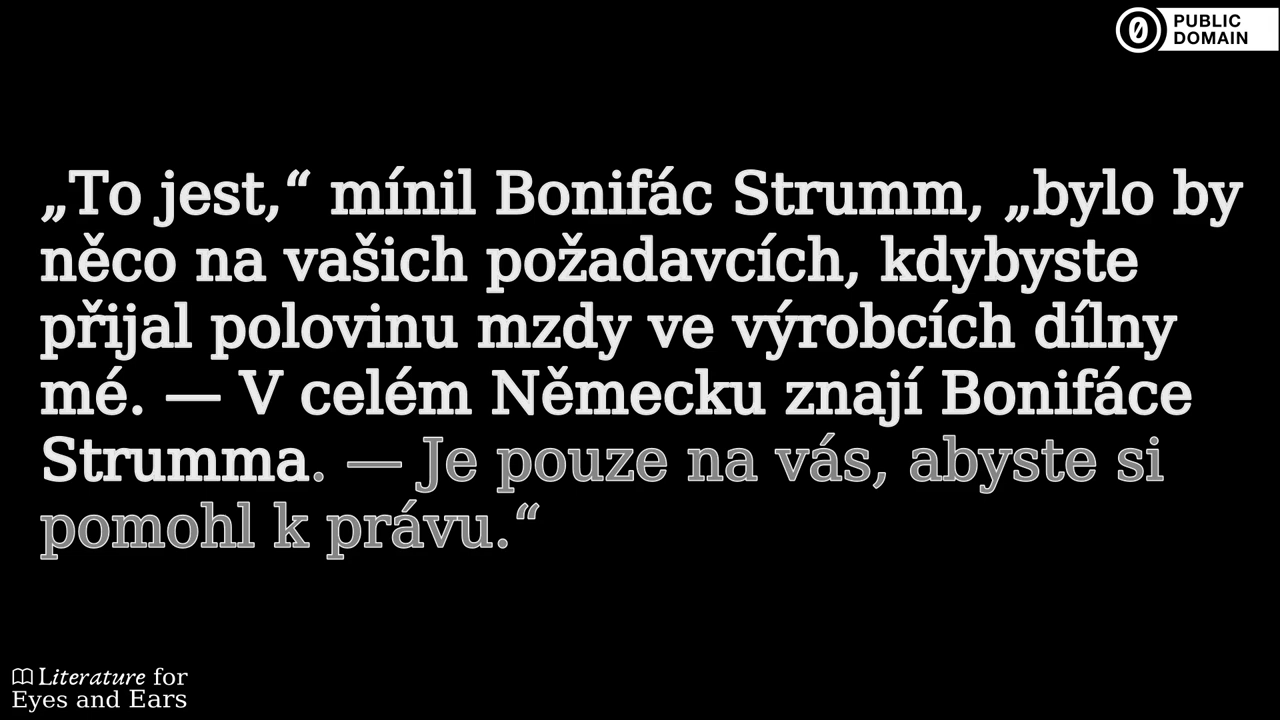 PUBLIC
DOMAIN
„To jest,“ mínil Bonifác Strumm, „bylo by
něco na vašich požadavcích, kdybyste
přijal polovinu mzdy ve výrobcích dílny
mé. — V celém Německu znají Bonifáce
Strumma. — Je pouze na vás, abyste si
pomohl k právu.“
Literature for
Eyes and Ears